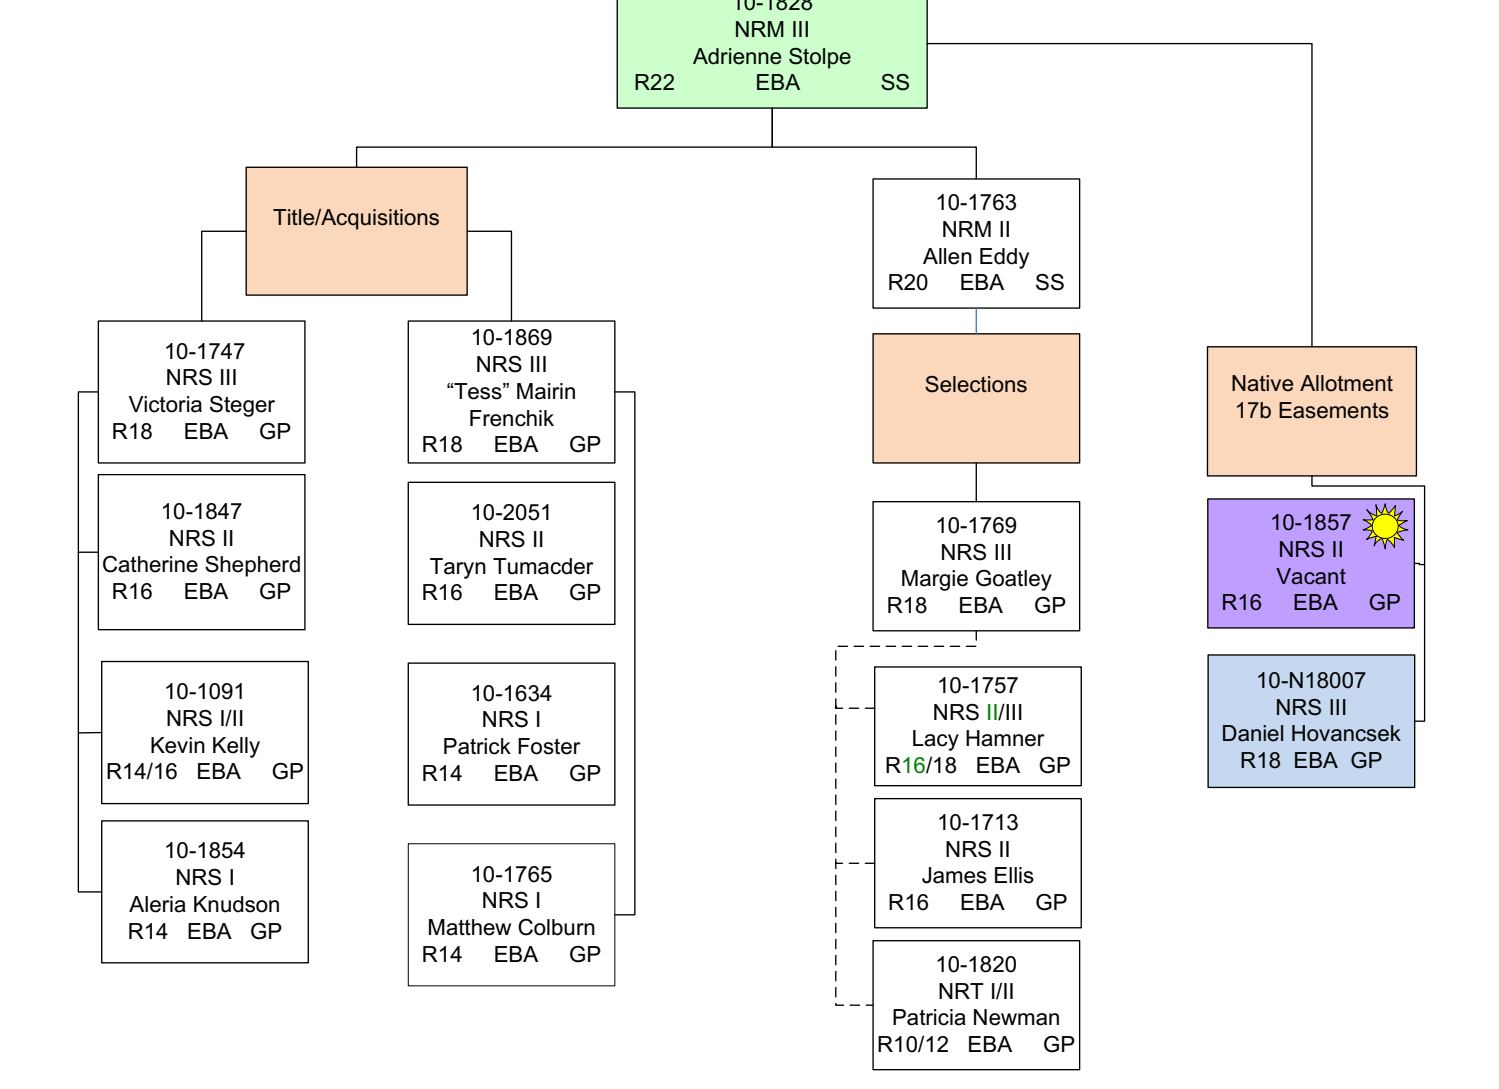 10-1828
NRM III
Adrienne Stolpe
R22 EBA SS
Title/Acquisitions
10-1747
NRS III
Victoria Steger
R18 EBA GP
10-1847
NRS II
Catherine Shepherd
R16 EBA GP
10-1091
NRS I/II
Kevin Kelly
R14/16 EBA GP
10-1854
NRS I
Aleria Knudson
R14 EBA GP
10-1869
NRS III
“Tess” Mairin
Frenchik
R18 EBA GP
10-2051
NRS II
Taryn Tumacder
R16 EBA GP
10-1634
NRS I
Patrick Foster
R14 EBA GP
10-1765
NRS I
Matthew Colburn
R14 EBA GP
10-1763
NRM II
Allen Eddy
R20 EBA SS
Selections
10-1769
NRS III
Margie Goatley
R18 EBA GP
10-1757
NRS II/III
Lacy Hamner
R16/18 EBA GP
10-1713
NRS II
James Ellis
R16 EBA GP
10-1820
NRT I/II
Patricia Newman
R10/12 EBA GP
Native Allotment
17b Easements
10-1857
NRS II
Vacant
R16 EBA GP
10-N18007
NRS III
Daniel Hovancsek
R18 EBA GP